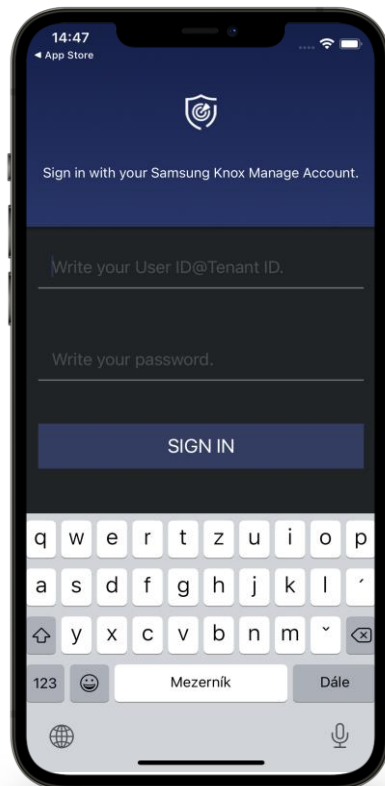 14:47
◀ App Store
Sign in with your Samsung Knox Manage Account.
Write your User ID@Tenant ID.
Write your password.
SIGN IN
q w e r t z u i o p
a s d f g h j k l ´
y x c v b n m ˇ
123 Mezerník Dále